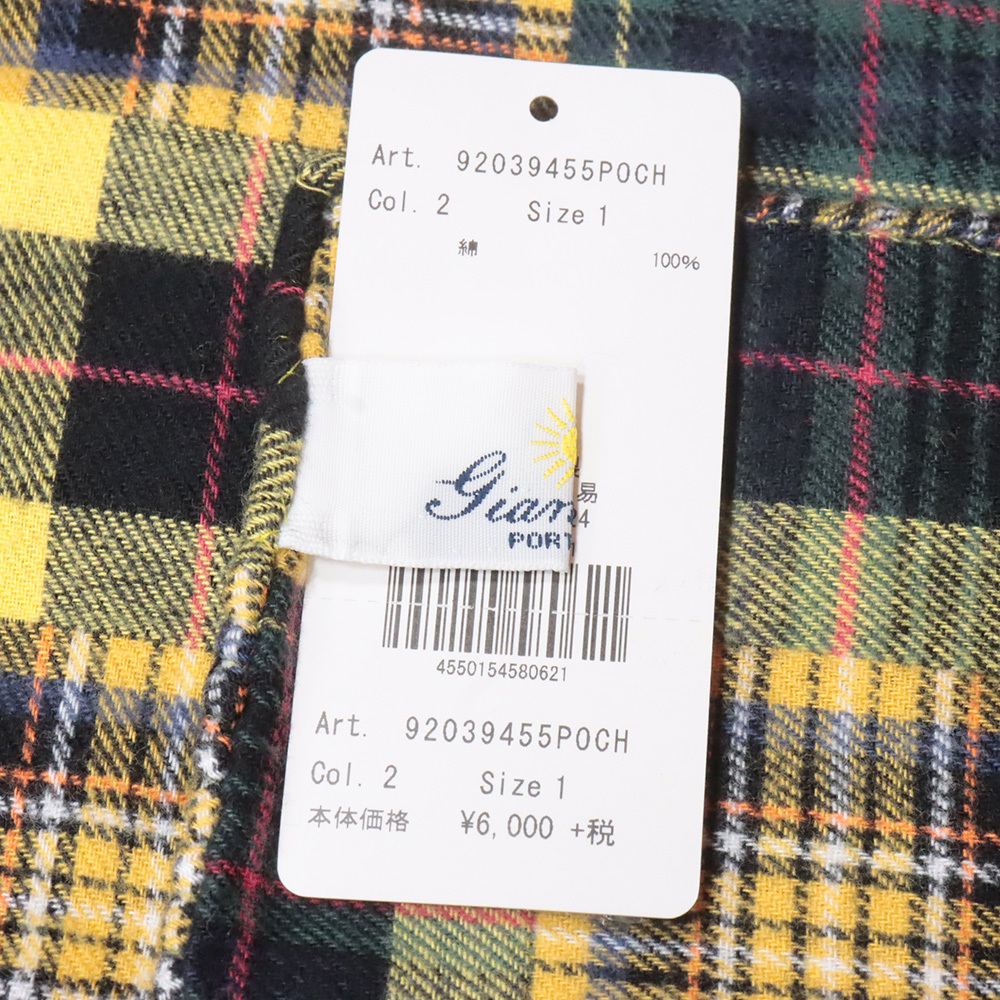 Art. 92039455POCH
Col. 2 Size 1
綿 100%
Gian
PORT
易
4
4550154580621
Art. 92039455POCH
Col. 2 Size 1
本体価格 ¥6,000 +税